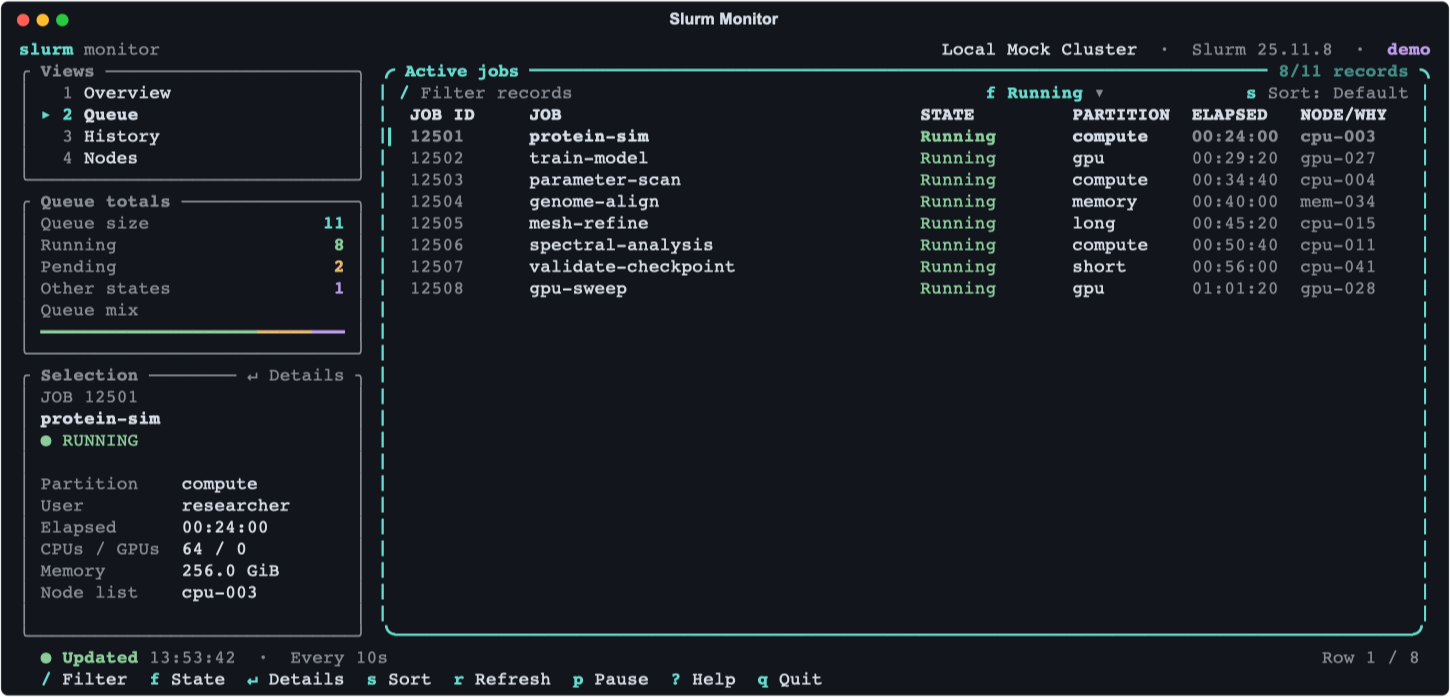 Slurm Monitor
slurm monitor
Local Mock Cluster · Slurm 25.11.8 · demo
Views
1 Overview
▸ 2 Queue
3 History
4 Nodes
Queue totals
Queue size 11
Running 8
Pending 2
Other states 1
Queue mix
Selection ↵ Details
JOB 12501
protein-sim
● RUNNING
Partition compute
User researcher
Elapsed 00:24:00
CPUs / GPUs 64 / 0
Memory 256.0 GiB
Node list cpu-003
Active jobs 8/11 records
/ Filter records f Running ▾ s Sort: Default
JOB ID JOB STATE PARTITION ELAPSED NODE/WHY
12501 protein-sim Running compute 00:24:00 cpu-003
12502 train-model Running gpu 00:29:20 gpu-027
12503 parameter-scan Running compute 00:34:40 cpu-004
12504 genome-align Running memory 00:40:00 mem-034
12505 mesh-refine Running long 00:45:20 cpu-015
12506 spectral-analysis Running compute 00:50:40 cpu-011
12507 validate-checkpoint Running short 00:56:00 cpu-041
12508 gpu-sweep Running gpu 01:01:20 gpu-028
● Updated 13:53:42 · Every 10s
Row 1 / 8
/ Filter f State ↵ Details s Sort r Refresh p Pause ? Help q Quit